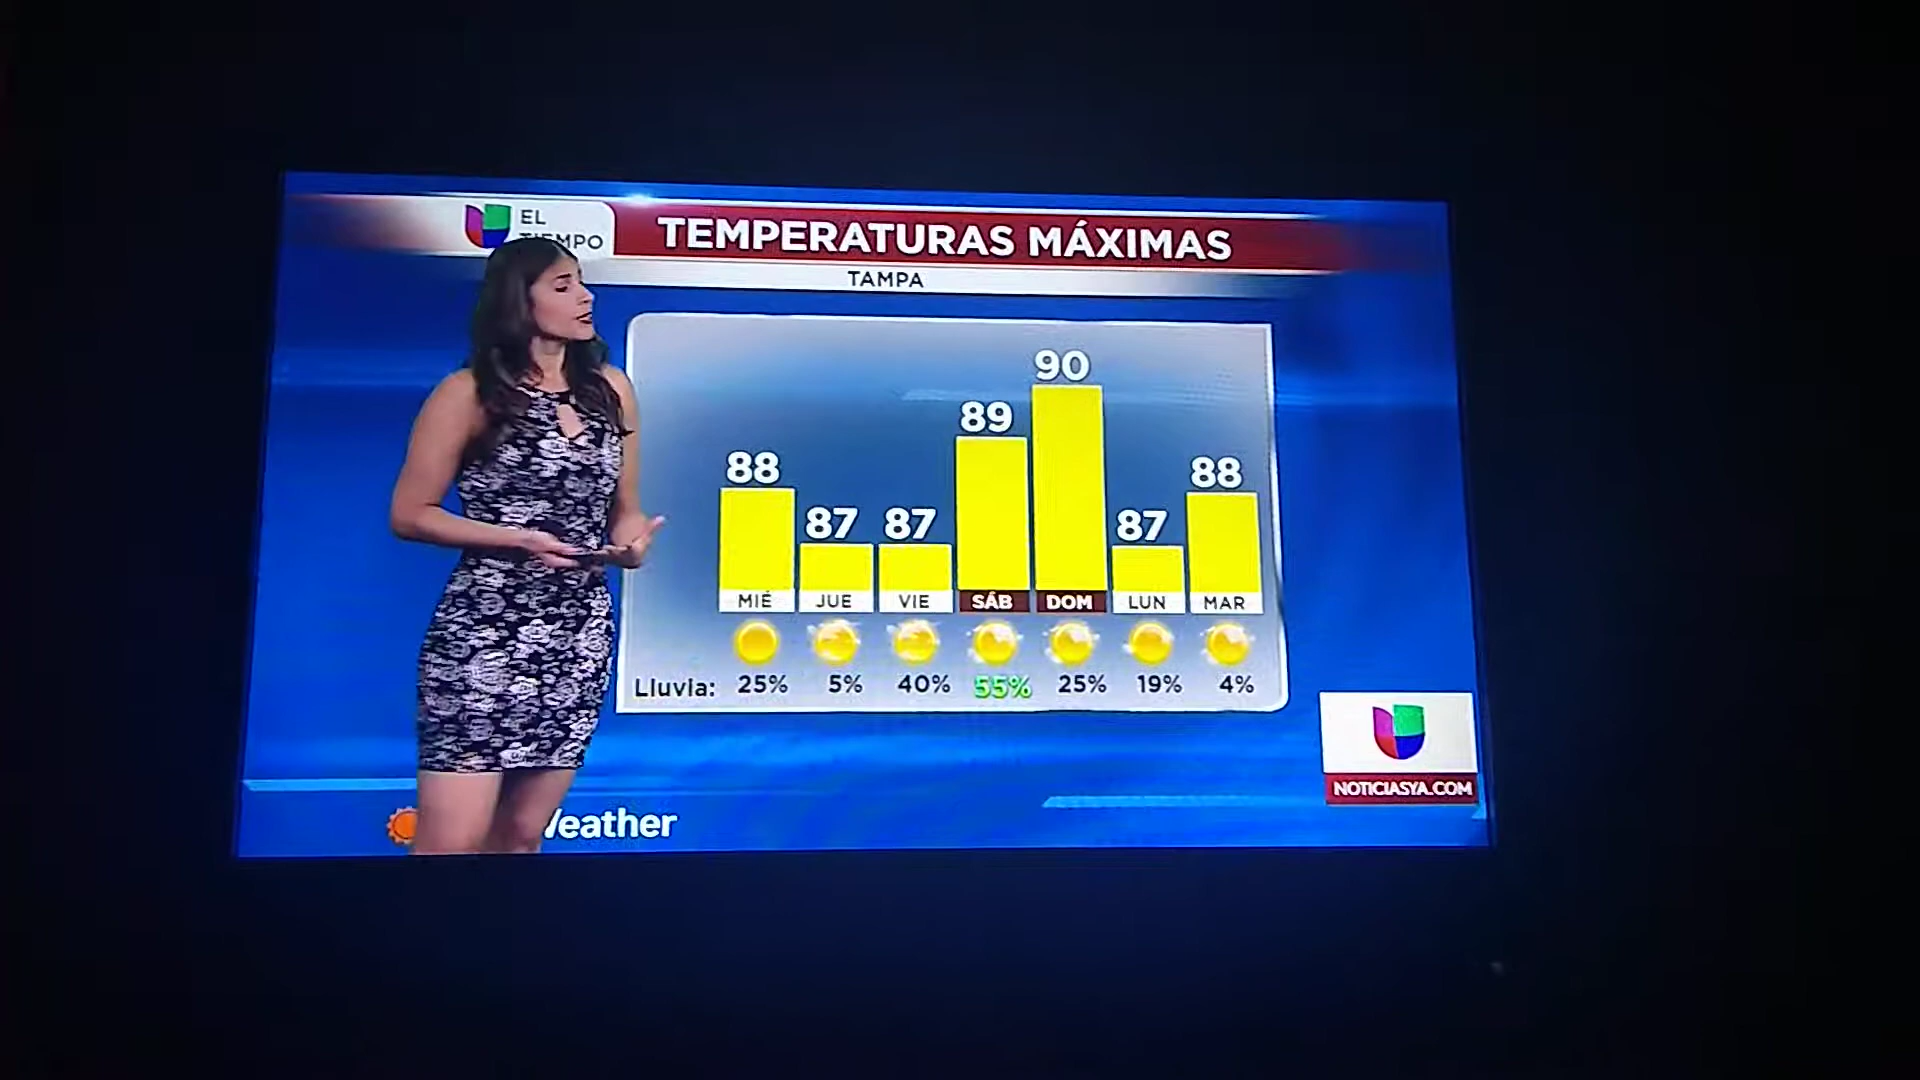 EL
TIEMPO
TEMPERATURAS MÁXIMAS
TAMPA
88 87 87 89 90 87 88
MIÉ JUE VIE SÁB DOM LUN MAR
Lluvia: 25% 5% 40% 55% 25% 19% 4%
NOTICIASYA.COM
Weather